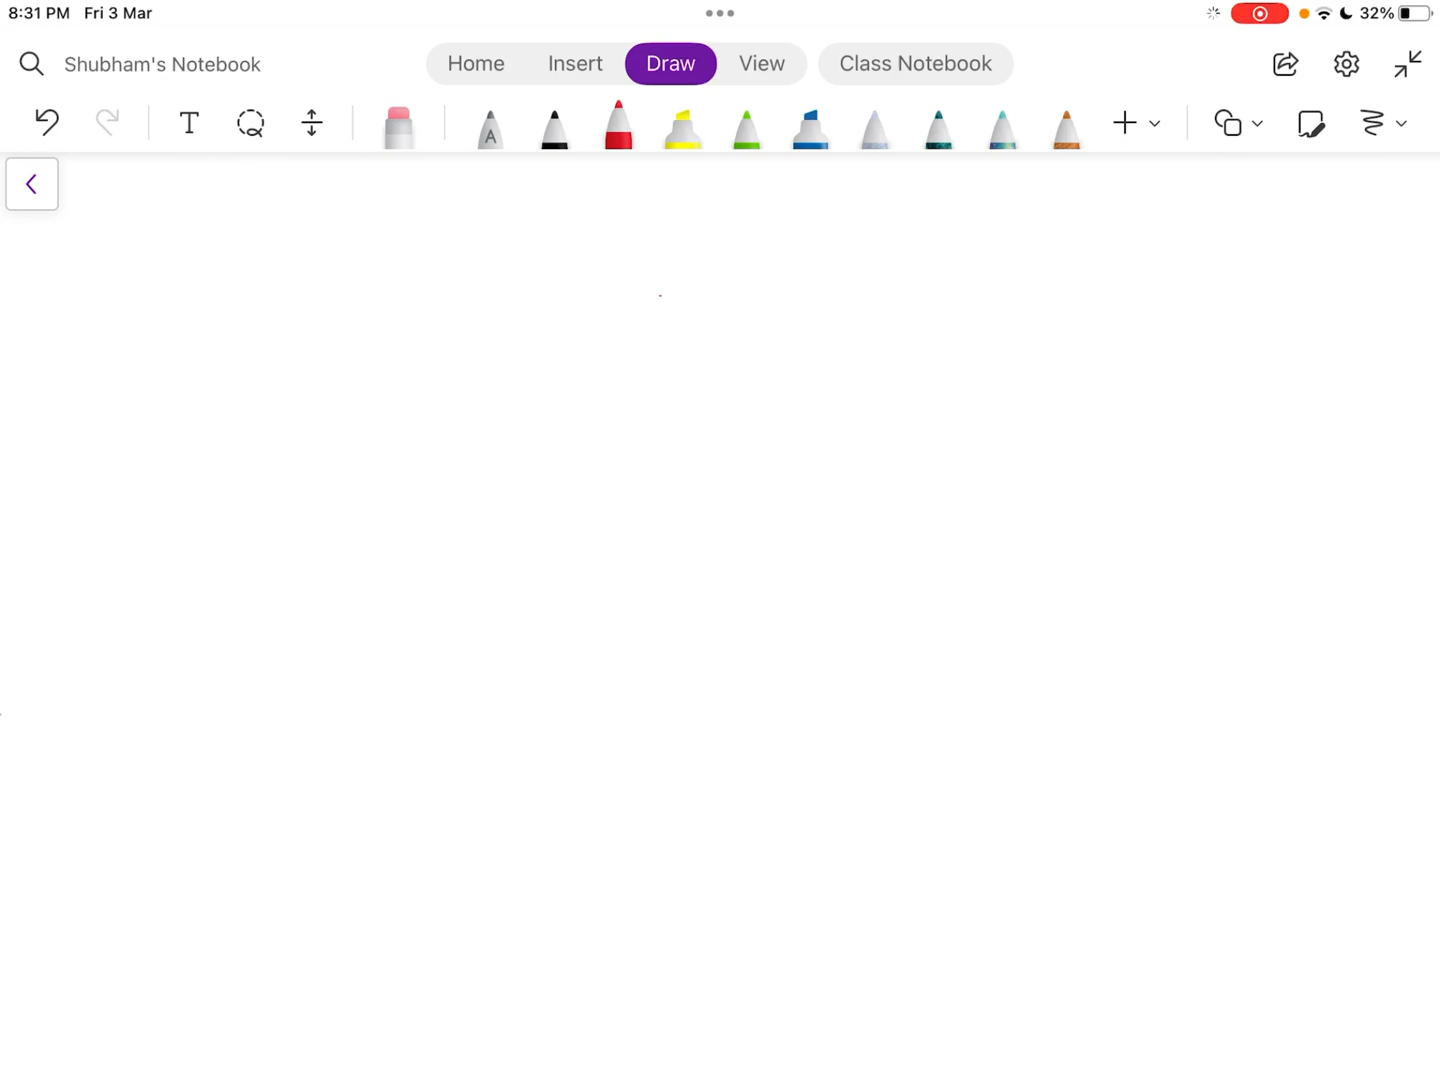 8:31 PM Fri 3 Mar 32%
Shubham's Notebook Home Insert Draw View Class Notebook
T A